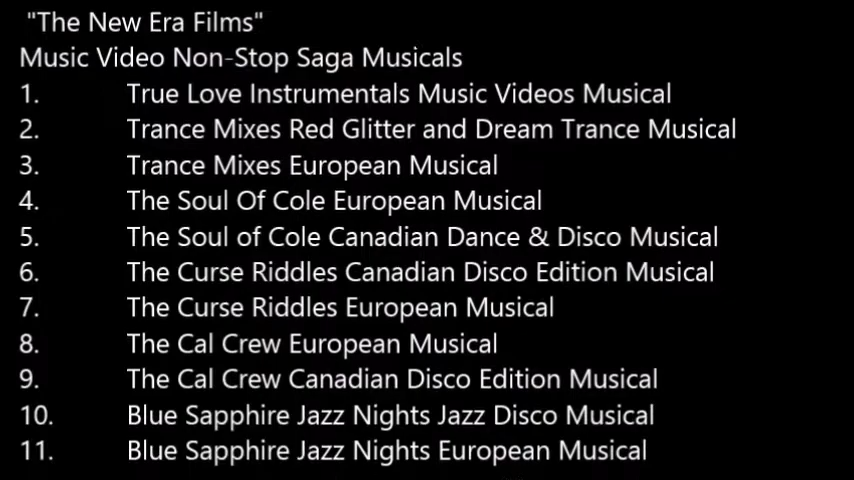 "The New Era Films"
Music Video Non-Stop Saga Musicals
1. True Love Instrumentals Music Videos Musical
2. Trance Mixes Red Glitter and Dream Trance Musical
3. Trance Mixes European Musical
4. The Soul Of Cole European Musical
5. The Soul of Cole Canadian Dance & Disco Musical
6. The Curse Riddles Canadian Disco Edition Musical
7. The Curse Riddles European Musical
8. The Cal Crew European Musical
9. The Cal Crew Canadian Disco Edition Musical
10. Blue Sapphire Jazz Nights Jazz Disco Musical
11. Blue Sapphire Jazz Nights European Musical